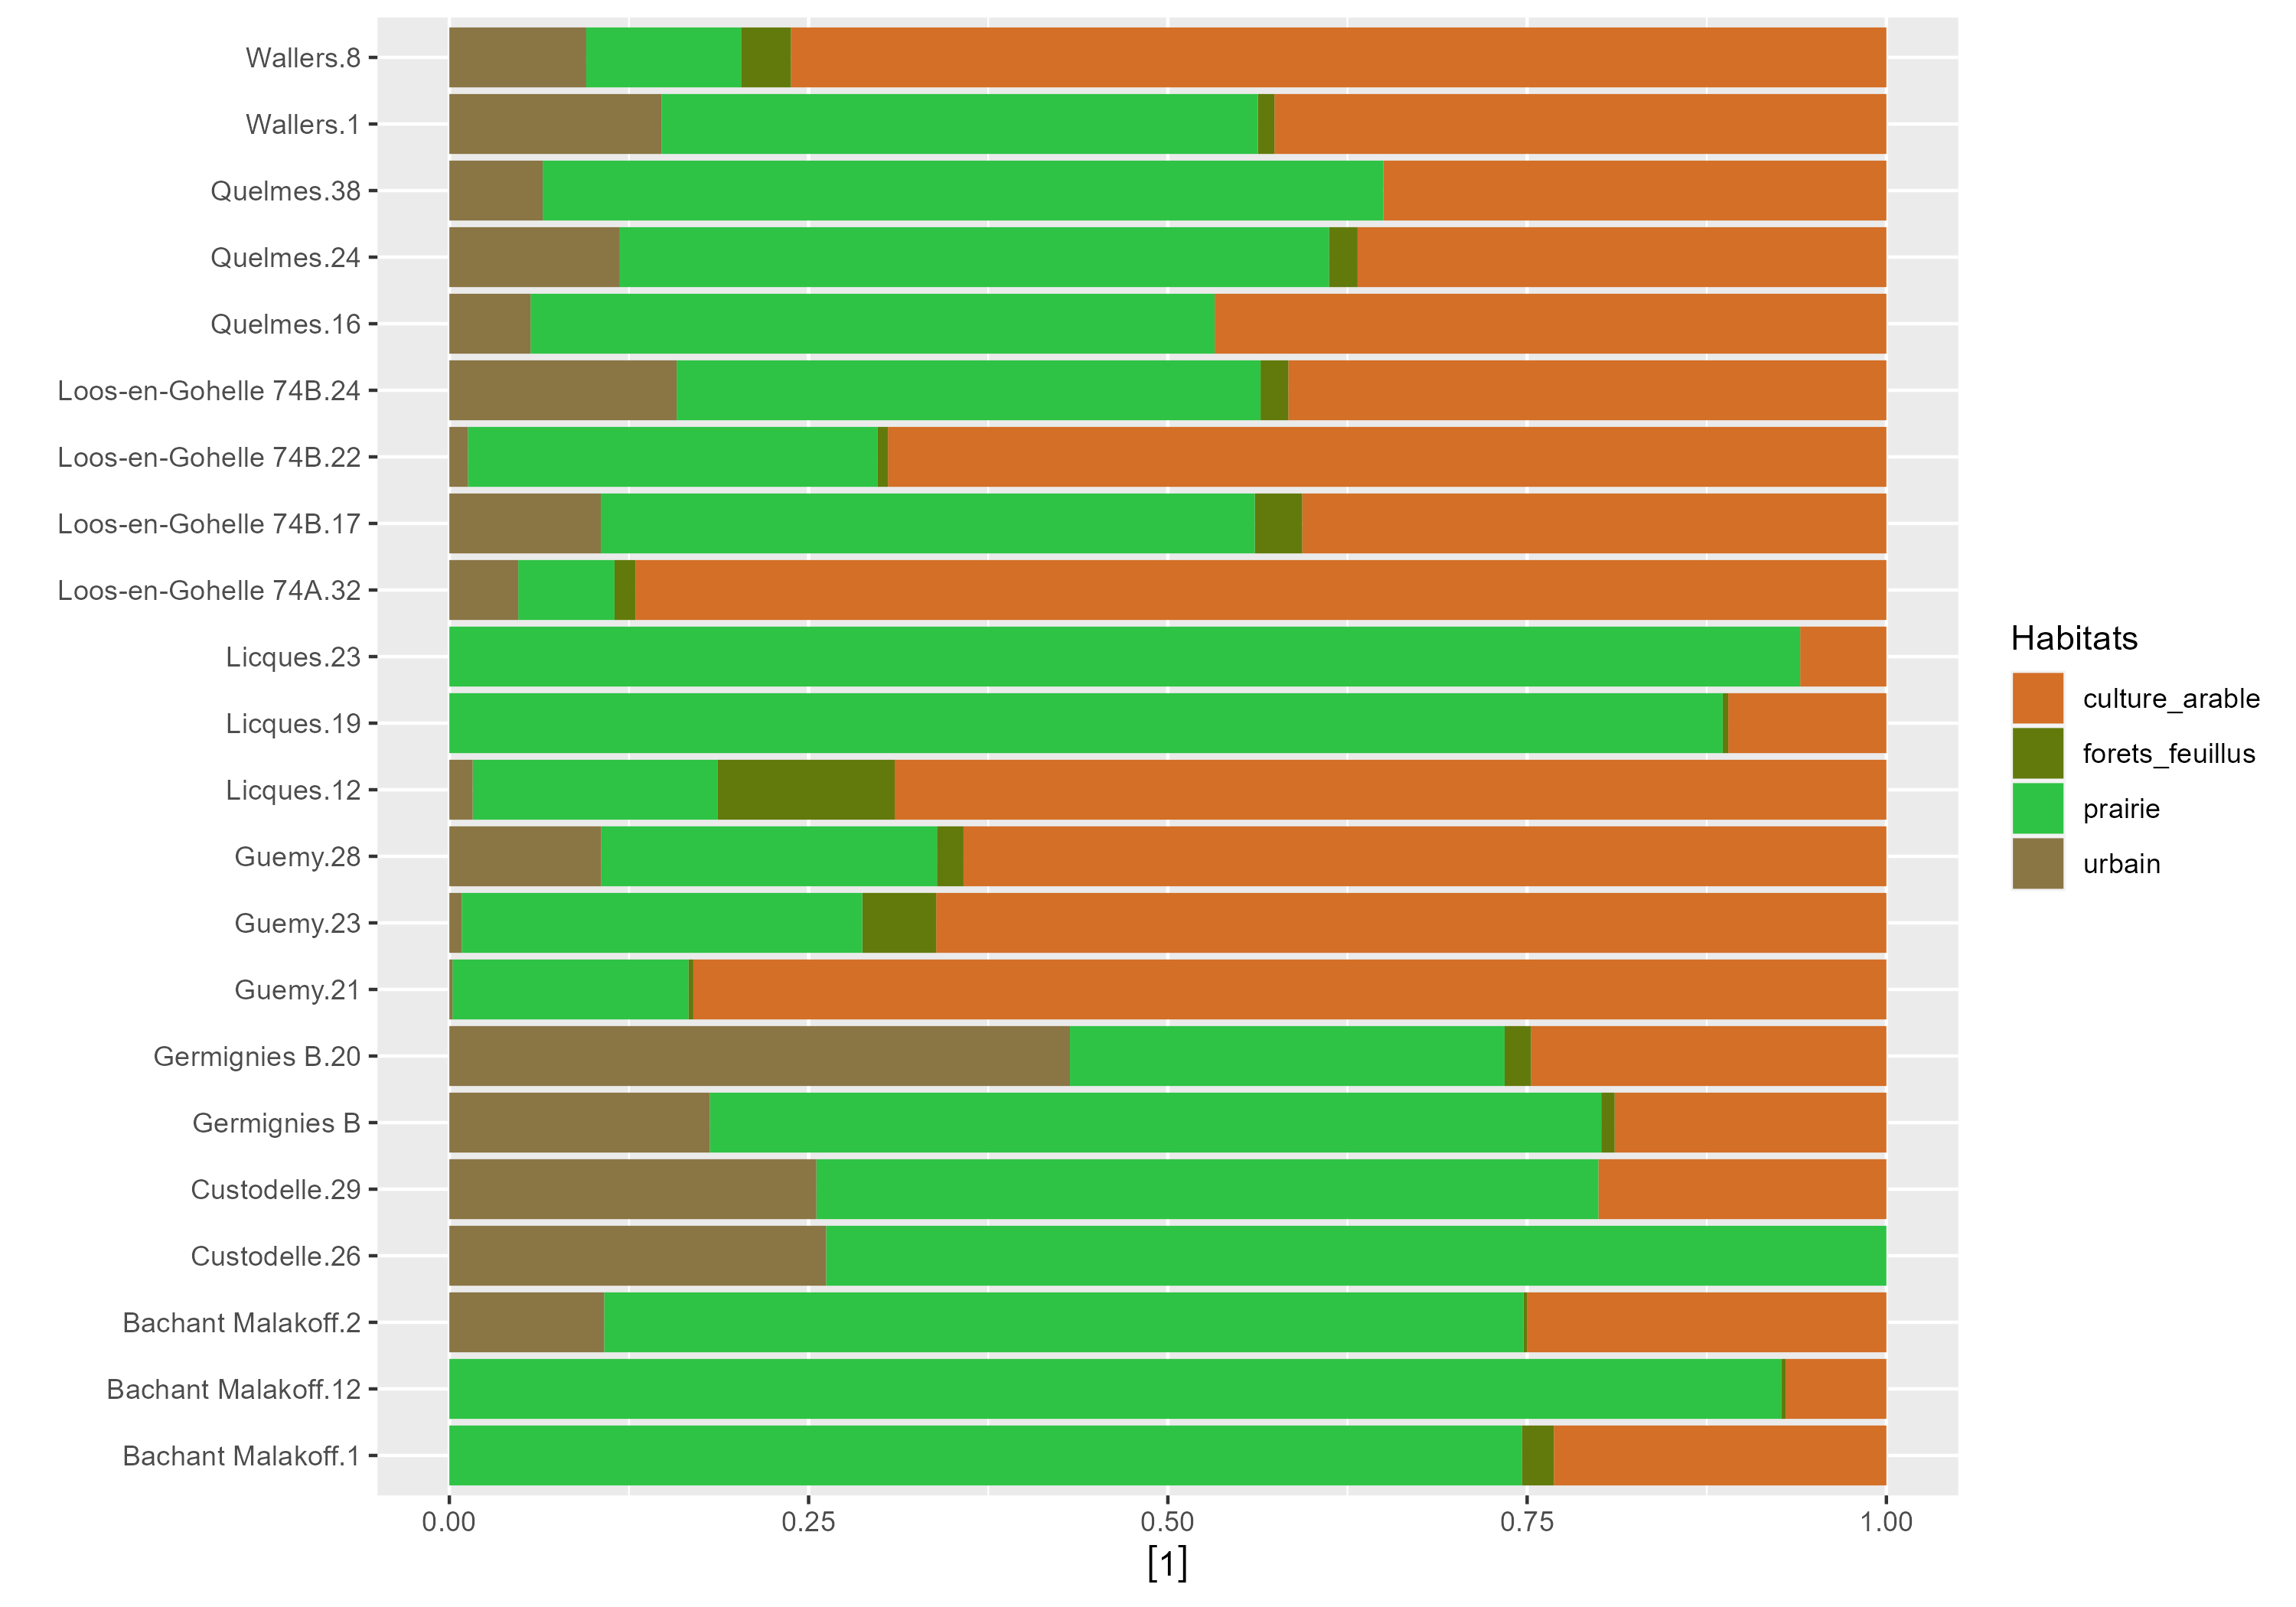 Wallers.8
Wallers.1
Quelmes.38
Quelmes.24
Quelmes.16
Loos-en-Gohelle 74B.24
Loos-en-Gohelle 74B.22
Loos-en-Gohelle 74B.17
Loos-en-Gohelle 74A.32
Licques.23
Licques.19
Licques.12
Guemy.28
Guemy.23
Guemy.21
Germignies B.20
Germignies B
Custodelle.29
Custodelle.26
Bachant Malakoff.2
Bachant Malakoff.12
Bachant Malakoff.1
0.00 0.25 0.50 0.75 1.00
[1]
Habitats
culture_arable
forets_feuillus
prairie
urbain